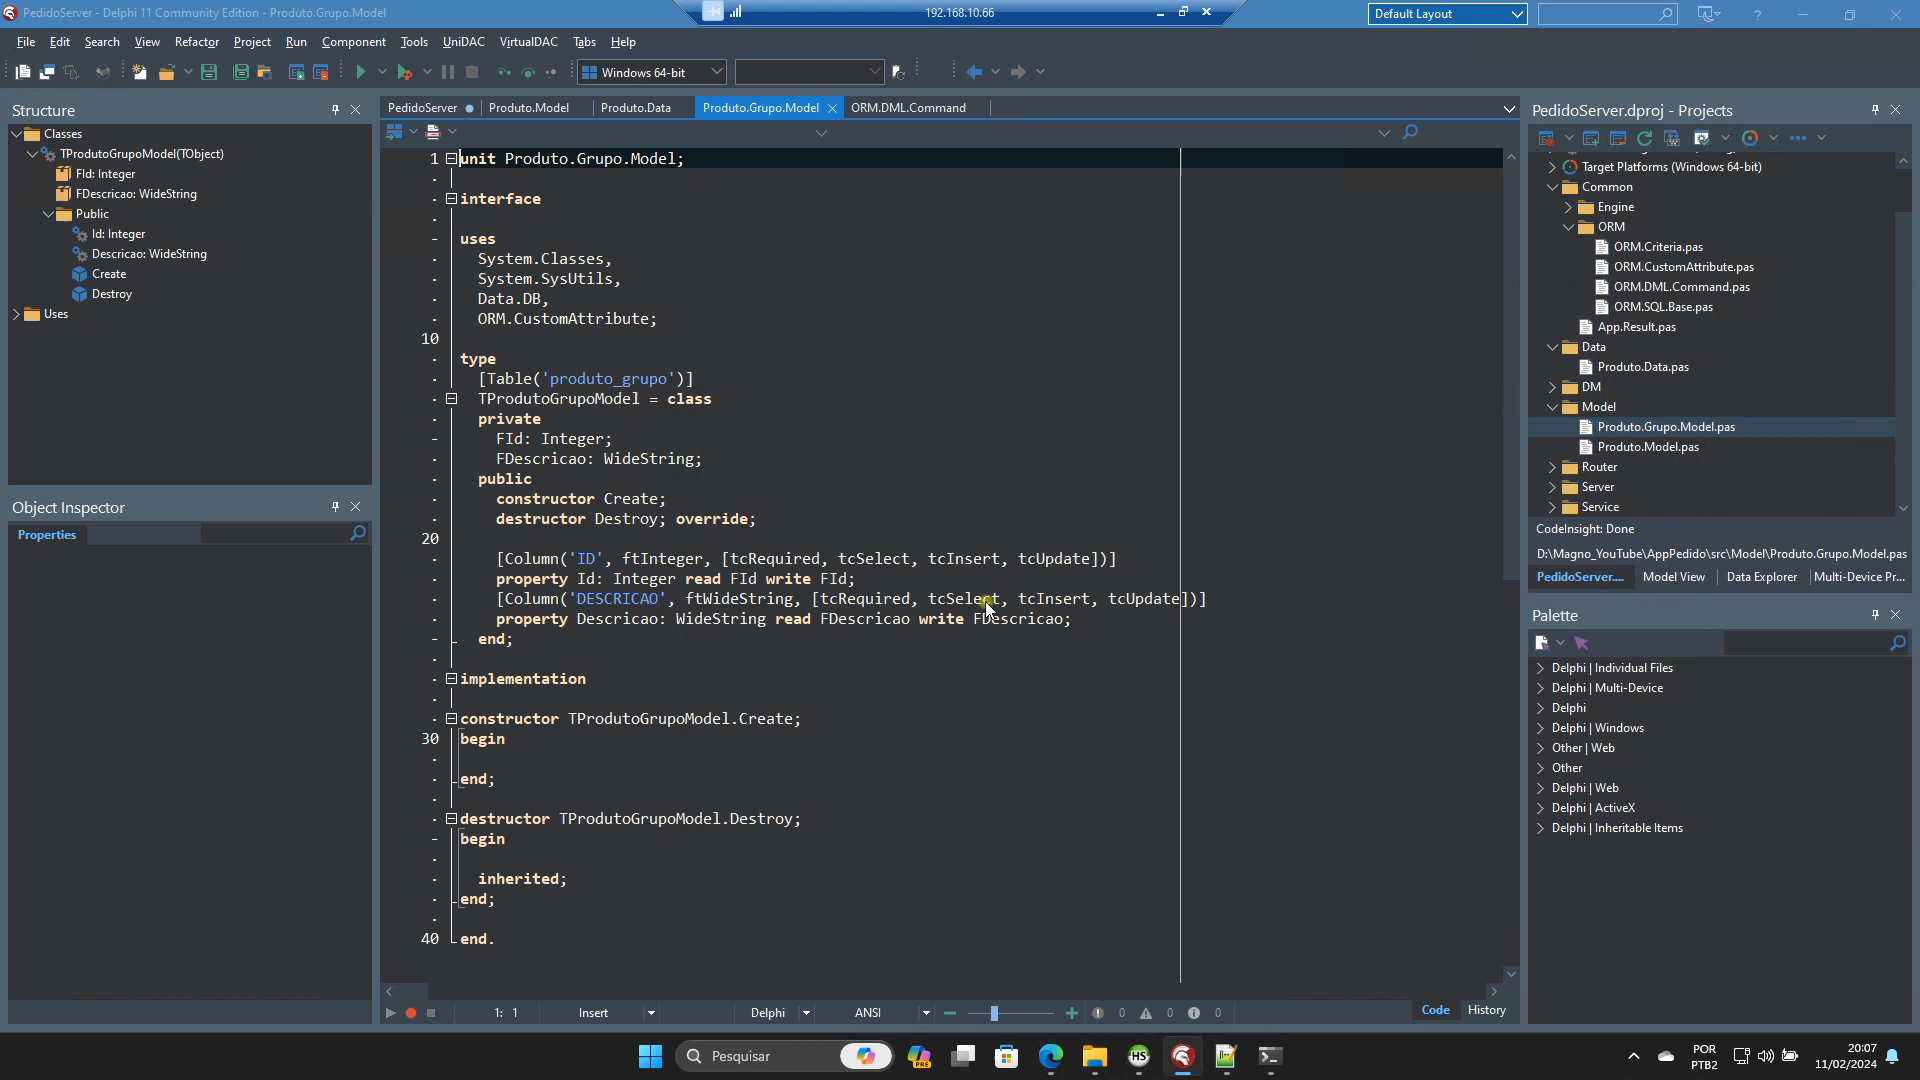 PedidoServer - Delphi 11 Community Edition - Produto.Grupo.Model
192.168.10.66
Default Layout
File Edit Search View Refactor Project Run Component Tools UniDAC VirtualDAC Tabs Help
Windows 64-bit
Structure
Classes
TProdutoGrupoModel(TObject)
FId: Integer
FDescricao: WideString
Public
Id: Integer
Descricao: WideString
Create
Destroy
Uses
Object Inspector
Properties
PedidoServer Produto.Model Produto.Data Produto.Grupo.Model ORM.DML.Command
1 unit Produto.Grupo.Model;
interface
uses
System.Classes,
System.SysUtils,
Data.DB,
ORM.CustomAttribute;
10
type
[Table('produto_grupo')]
TProdutoGrupoModel = class
private
FId: Integer;
FDescricao: WideString;
public
constructor Create;
destructor Destroy; override;
20
[Column('ID', ftInteger, [tcRequired, tcSelect, tcInsert, tcUpdate])]
property Id: Integer read FId write FId;
[Column('DESCRICAO', ftWideString, [tcRequired, tcSelect, tcInsert, tcUpdate])]
property Descricao: WideString read FDescricao write FDescricao;
end;
implementation
constructor TProdutoGrupoModel.Create;
30 begin
end;
destructor TProdutoGrupoModel.Destroy;
begin
inherited;
end;
40 end.
1: 1 Insert Delphi ANSI 0 0 0 Code History
PedidoServer.dproj - Projects
Target Platforms (Windows 64-bit)
Common
Engine
ORM
ORM.Criteria.pas
ORM.CustomAttribute.pas
ORM.DML.Command.pas
ORM.SQL.Base.pas
App.Result.pas
Data
Produto.Data.pas
DM
Model
Produto.Grupo.Model.pas
Produto.Model.pas
Router
Server
Service
CodeInsight: Done
D:\Magno_YouTube\AppPedido\src\Model\Produto.Grupo.Model.pas
PedidoServer.... Model View Data Explorer Multi-Device Pr...
Palette
Delphi | Individual Files
Delphi | Multi-Device
Delphi
Delphi | Windows
Other | Web
Other
Delphi | Web
Delphi | ActiveX
Delphi | Inheritable Items
Pesquisar
PRE
HS
POR
PTB2
20:07
11/02/2024